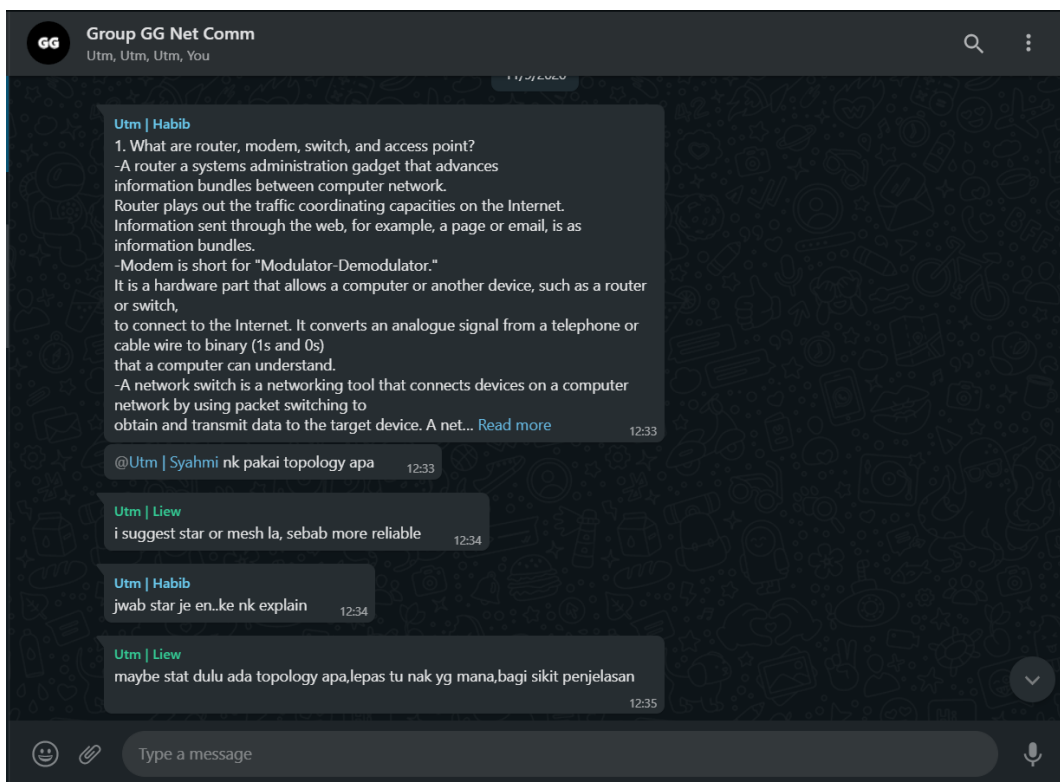 GG
Group GG Net Comm
Utm, Utm, Utm, You
Utm | Habib
1. What are router, modem, switch, and access point?
-A router a systems administration gadget that advances
information bundles between computer network.
Router plays out the traffic coordinating capacities on the Internet.
Information sent through the web, for example, a page or email, is as
information bundles.
-Modem is short for "Modulator-Demodulator."
It is a hardware part that allows a computer or another device, such as a router
or switch,
to connect to the Internet. It converts an analogue signal from a telephone or
cable wire to binary (1s and 0s)
that a computer can understand.
-A network switch is a networking tool that connects devices on a computer
network by using packet switching to
obtain and transmit data to the target device. A net... Read more
12:33
@Utm | Syahmi nk pakai topology apa 12:33
Utm | Liew
i suggest star or mesh la, sebab more reliable 12:34
Utm | Habib
jwab star je en..ke nk explain 12:34
Utm | Liew
maybe stat dulu ada topology apa,lepas tu nak yg mana,bagi sikit penjelasan
12:35
Type a message